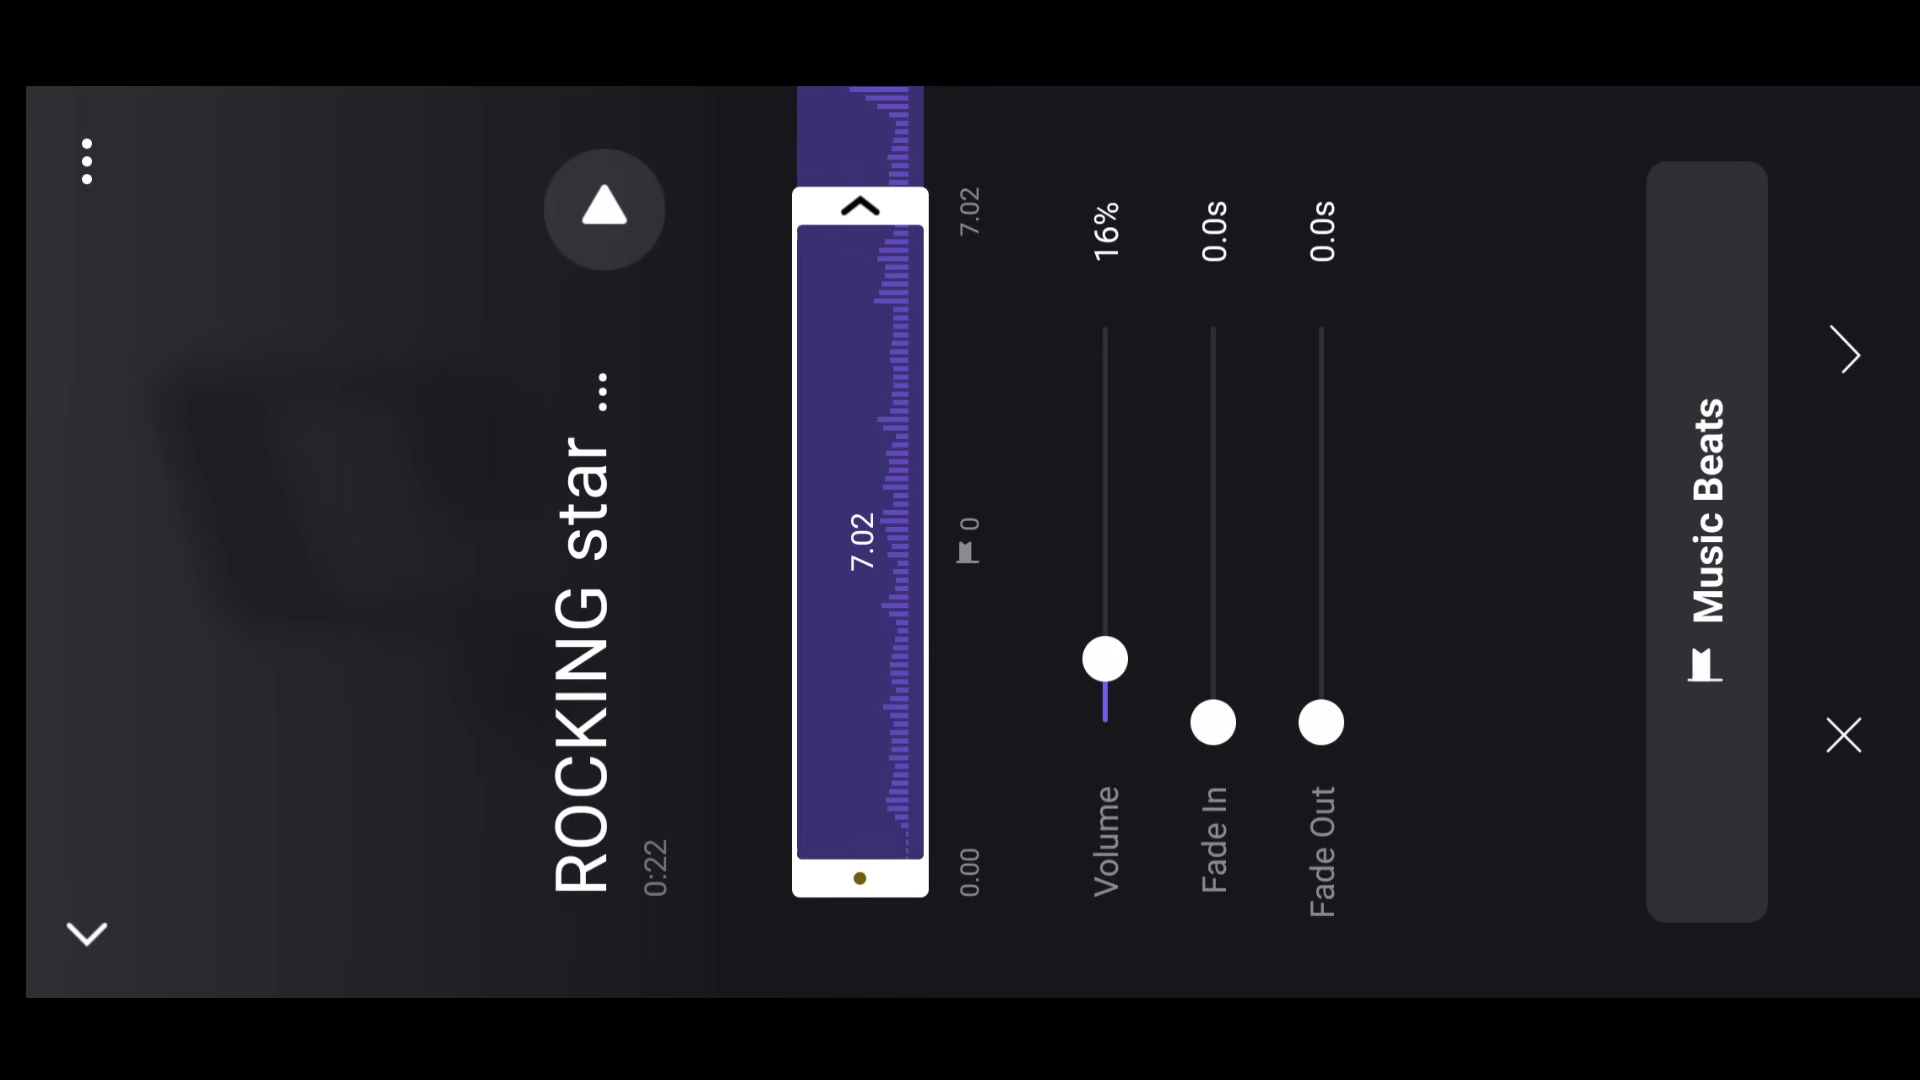 ROCKING star ...
0:22
7.02
0.00
0
7.02
Volume
16%
Fade In
0.0s
Fade Out
0.0s
Music Beats